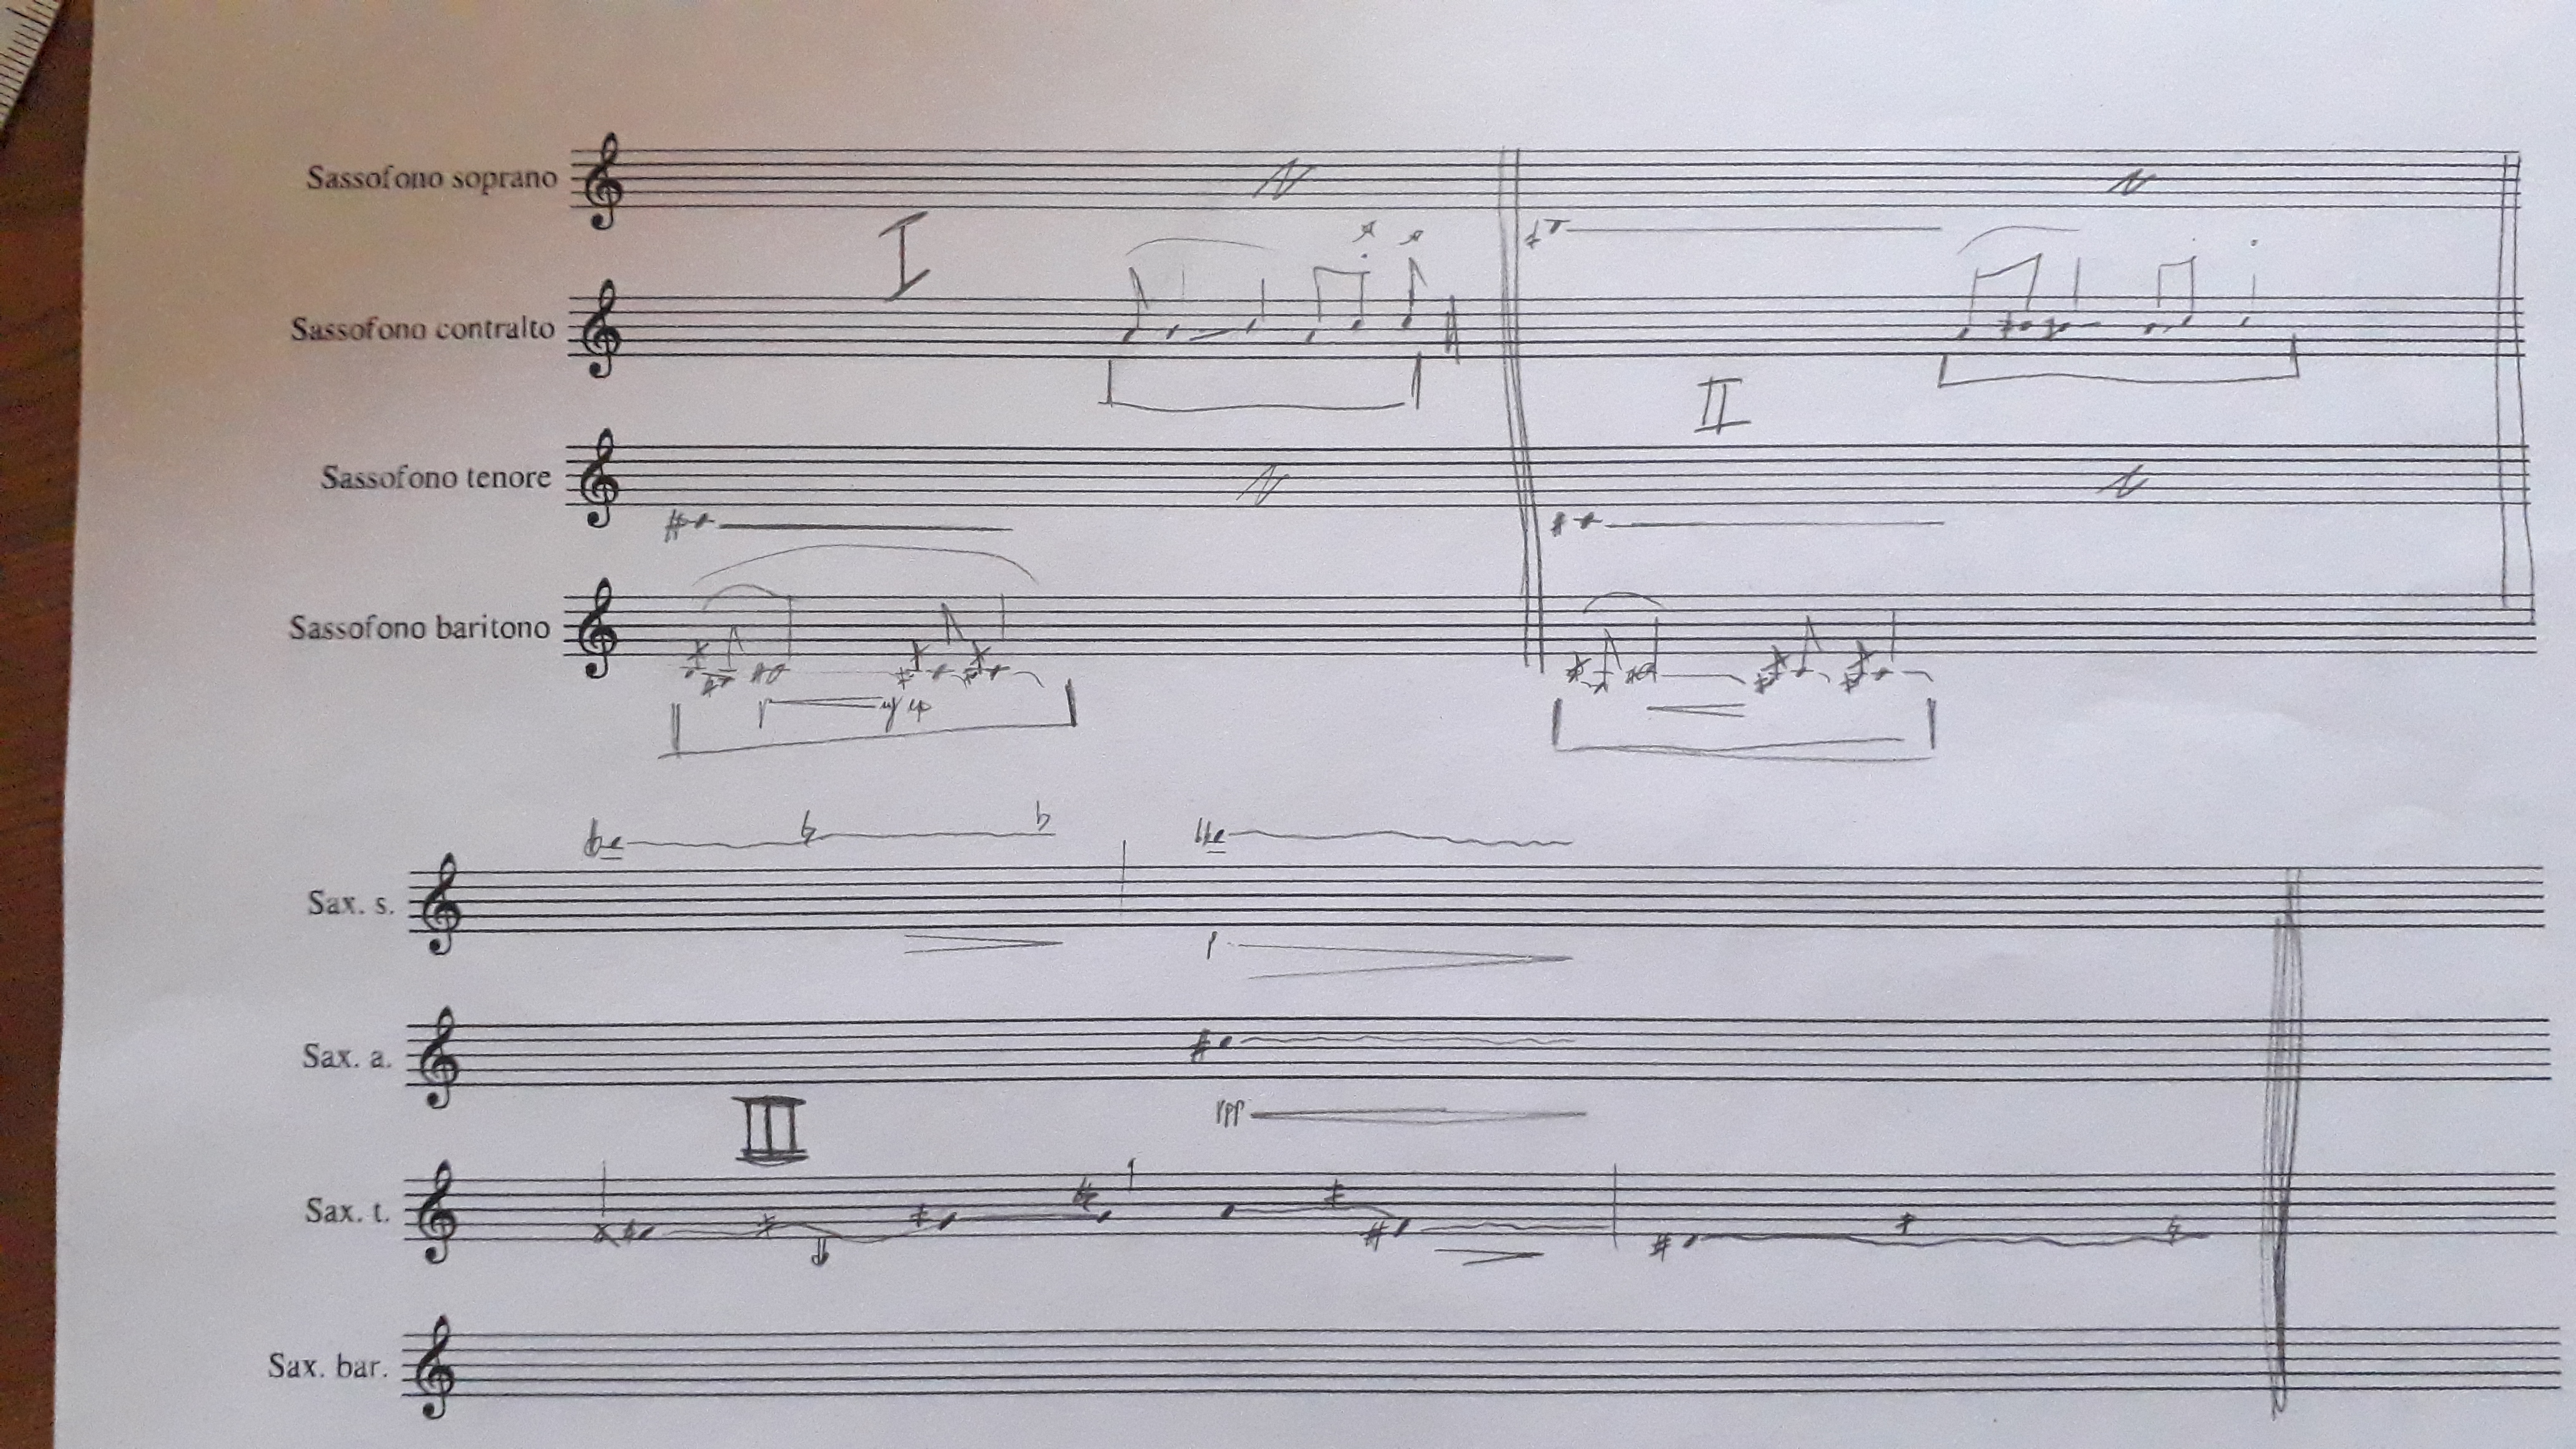 Sassofono soprano
I
Sassofono contralto
II
Sassofono tenore
Sassofono baritono
p
Sax. s.
p
Sax. a.
ppp
III
Sax. t.
Sax. bar.